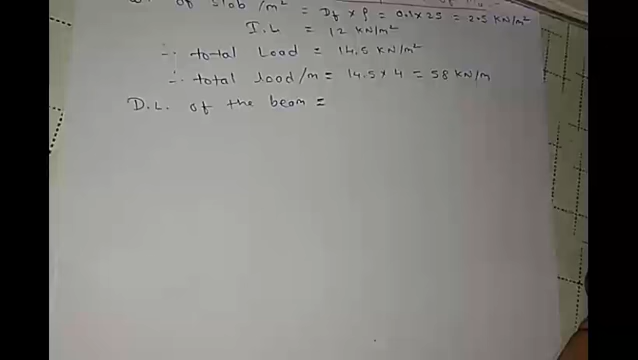 of slab /m² = Df x ρ = 0.1 x 25 = 2.5 KN/m²
I.L = 12 KN/m²
∴ total Load = 14.5 KN/m²
∴ total load/m = 14.5 x 4 = 58 KN/m
D.L. of the beam =